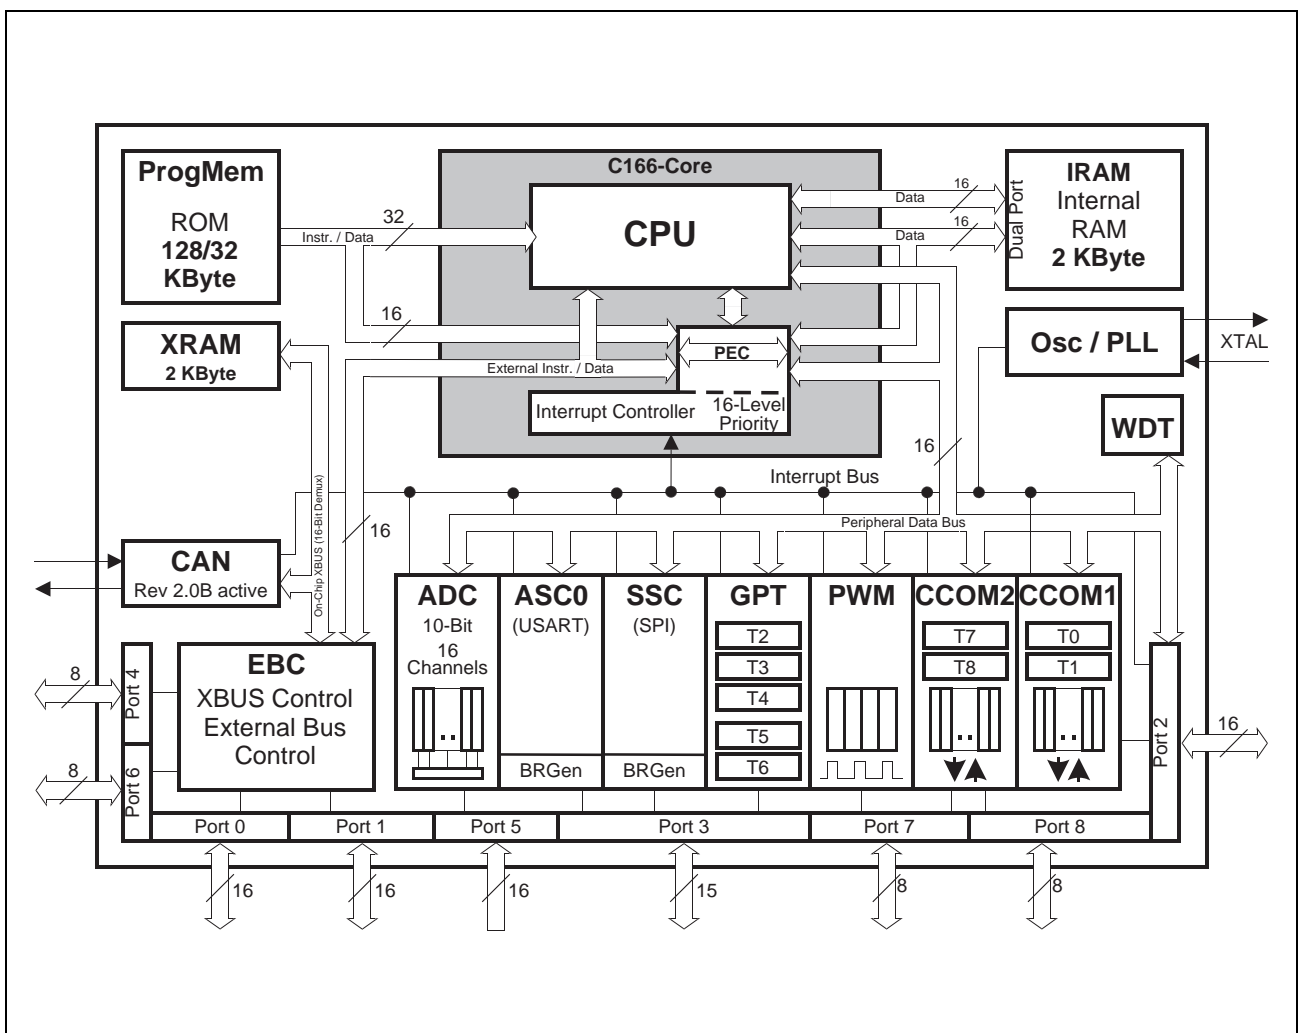 C166-Core
ProgMem
ROM
128/32
KByte
32
Instr. / Data
CPU
16
Data
16
Data
Dual Port
IRAM
Internal
RAM
2 KByte
XRAM
2 KByte
16
External Instr. / Data
PEC
Interrupt Controller
16-Level
Priority
Osc / PLL
XTAL
WDT
16
Interrupt Bus
Peripheral Data Bus
On-Chip XBUS (16-Bit Demux)
16
CAN
Rev 2.0B active
EBC
XBUS Control
External Bus
Control
ADC
10-Bit
16
Channels
ASC0
(USART)
BRGen
SSC
(SPI)
BRGen
GPT
T2
T3
T4
T5
T6
PWM
CCOM2
T7
T8
CCOM1
T0
T1
8
Port 4
8
Port 6
Port 2
16
Port 0
Port 1
Port 5
Port 3
Port 7
Port 8
16
16
16
15
8
8